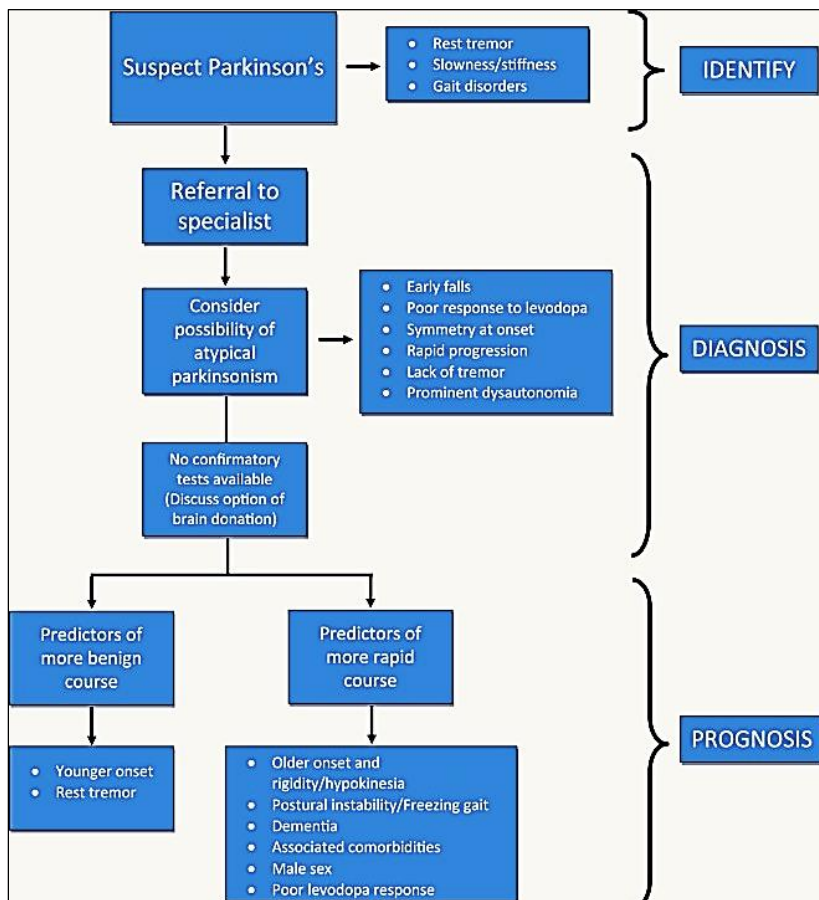 Suspect Parkinson's
Rest tremor
Slowness/stiffness
Gait disorders
IDENTIFY
Referral to
specialist
Consider
possibility of
atypical
parkinsonism
Early falls
Poor response to levodopa
Symmetry at onset
Rapid progression
Lack of tremor
Prominent dysautonomia
DIAGNOSIS
No confirmatory
tests available
(Discuss option of
brain donation)
Predictors of
more benign
course
Predictors of
more rapid
course
Younger onset
Rest tremor
Older onset and
rigidity/hypokinesia
Postural instability/Freezing gait
Dementia
Associated comorbidities
Male sex
Poor levodopa response
PROGNOSIS